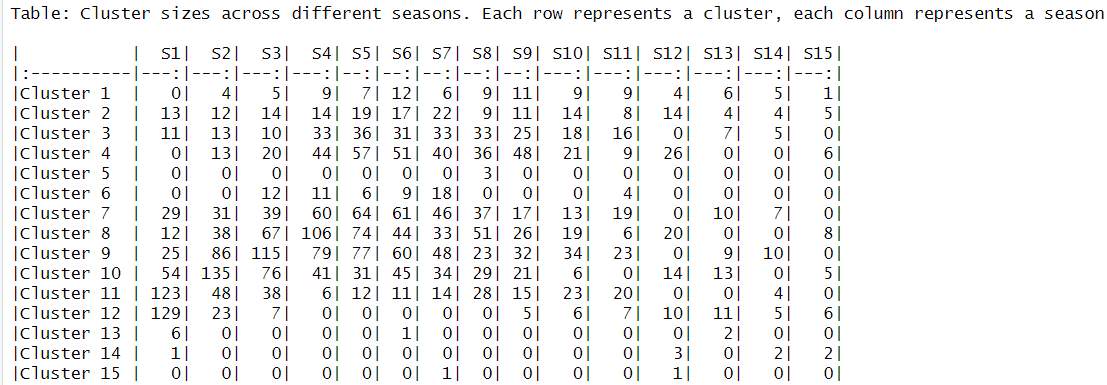 Table: Cluster sizes across different seasons. Each row represents a cluster, each column represents a season
|           |  S1|  S2|  S3|  S4| S5| S6| S7| S8| S9| S10| S11| S12| S13| S14| S15|
|:----------|---:|---:|---:|---:|--:|--:|--:|--:|--:|---:|---:|---:|---:|---:|---:|
|Cluster 1  |   0|   4|   5|   9|  7| 12|  6|  9| 11|   9|   9|   4|   6|   5|   1|
|Cluster 2  |  13|  12|  14|  14| 19| 17| 22|  9| 11|  14|   8|  14|   4|   4|   5|
|Cluster 3  |  11|  13|  10|  33| 36| 31| 33| 33| 25|  18|  16|   0|   7|   5|   0|
|Cluster 4  |   0|  13|  20|  44| 57| 51| 40| 36| 48|  21|   9|  26|   0|   0|   6|
|Cluster 5  |   0|   0|   0|   0|  0|  0|  0|  3|  0|   0|   0|   0|   0|   0|   0|
|Cluster 6  |   0|   0|  12|  11|  6|  9| 18|  0|  0|   0|   4|   0|   0|   0|   0|
|Cluster 7  |  29|  31|  39|  60| 64| 61| 46| 37| 17|  13|  19|   0|  10|   7|   0|
|Cluster 8  |  12|  38|  67| 106| 74| 44| 33| 51| 26|  19|   6|  20|   0|   0|   8|
|Cluster 9  |  25|  86| 115|  79| 77| 60| 48| 23| 32|  34|  23|   0|   9|  10|   0|
|Cluster 10 |  54| 135|  76|  41| 31| 45| 34| 29| 21|   6|   0|  14|  13|   0|   5|
|Cluster 11 | 123|  48|  38|   6| 12| 11| 14| 28| 15|  23|  20|   0|   0|   4|   0|
|Cluster 12 | 129|  23|   7|   0|  0|  0|  0|  0|  5|   6|   7|  10|  11|   5|   6|
|Cluster 13 |   6|   0|   0|   0|  0|  1|  0|  0|  0|   0|   0|   0|   2|   0|   0|
|Cluster 14 |   1|   0|   0|   0|  0|  0|  0|  0|  0|   0|   0|   3|   0|   2|   2|
|Cluster 15 |   0|   0|   0|   0|  0|  0|  1|  0|  0|   0|   0|   1|   0|   0|   0|